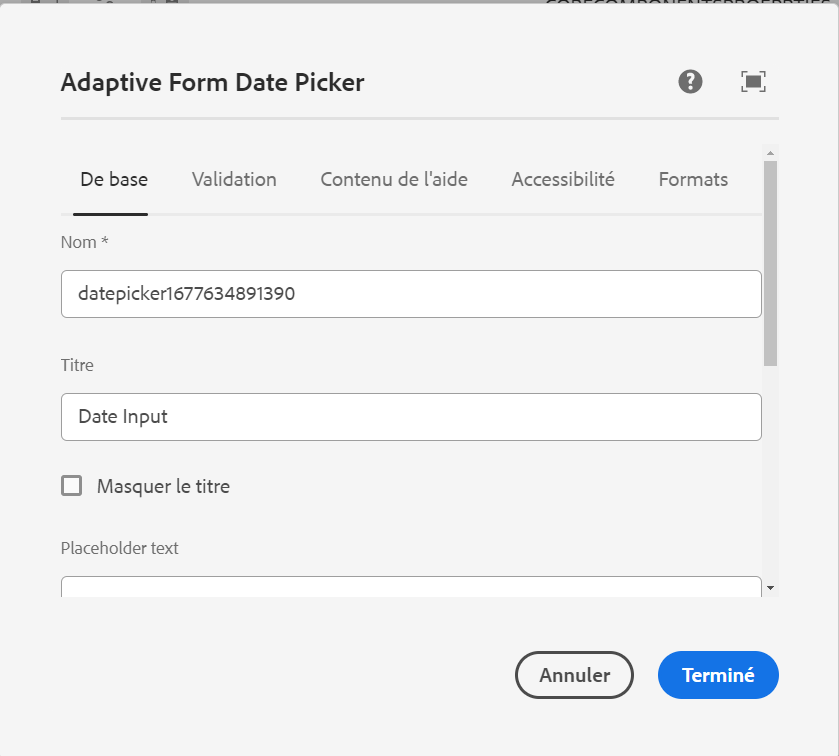 Adaptive Form Date Picker
De base Validation Contenu de l'aide Accessibilité Formats
Nom *
datepicker1677634891390
Titre
Date Input
Masquer le titre
Placeholder text
Annuler Terminé